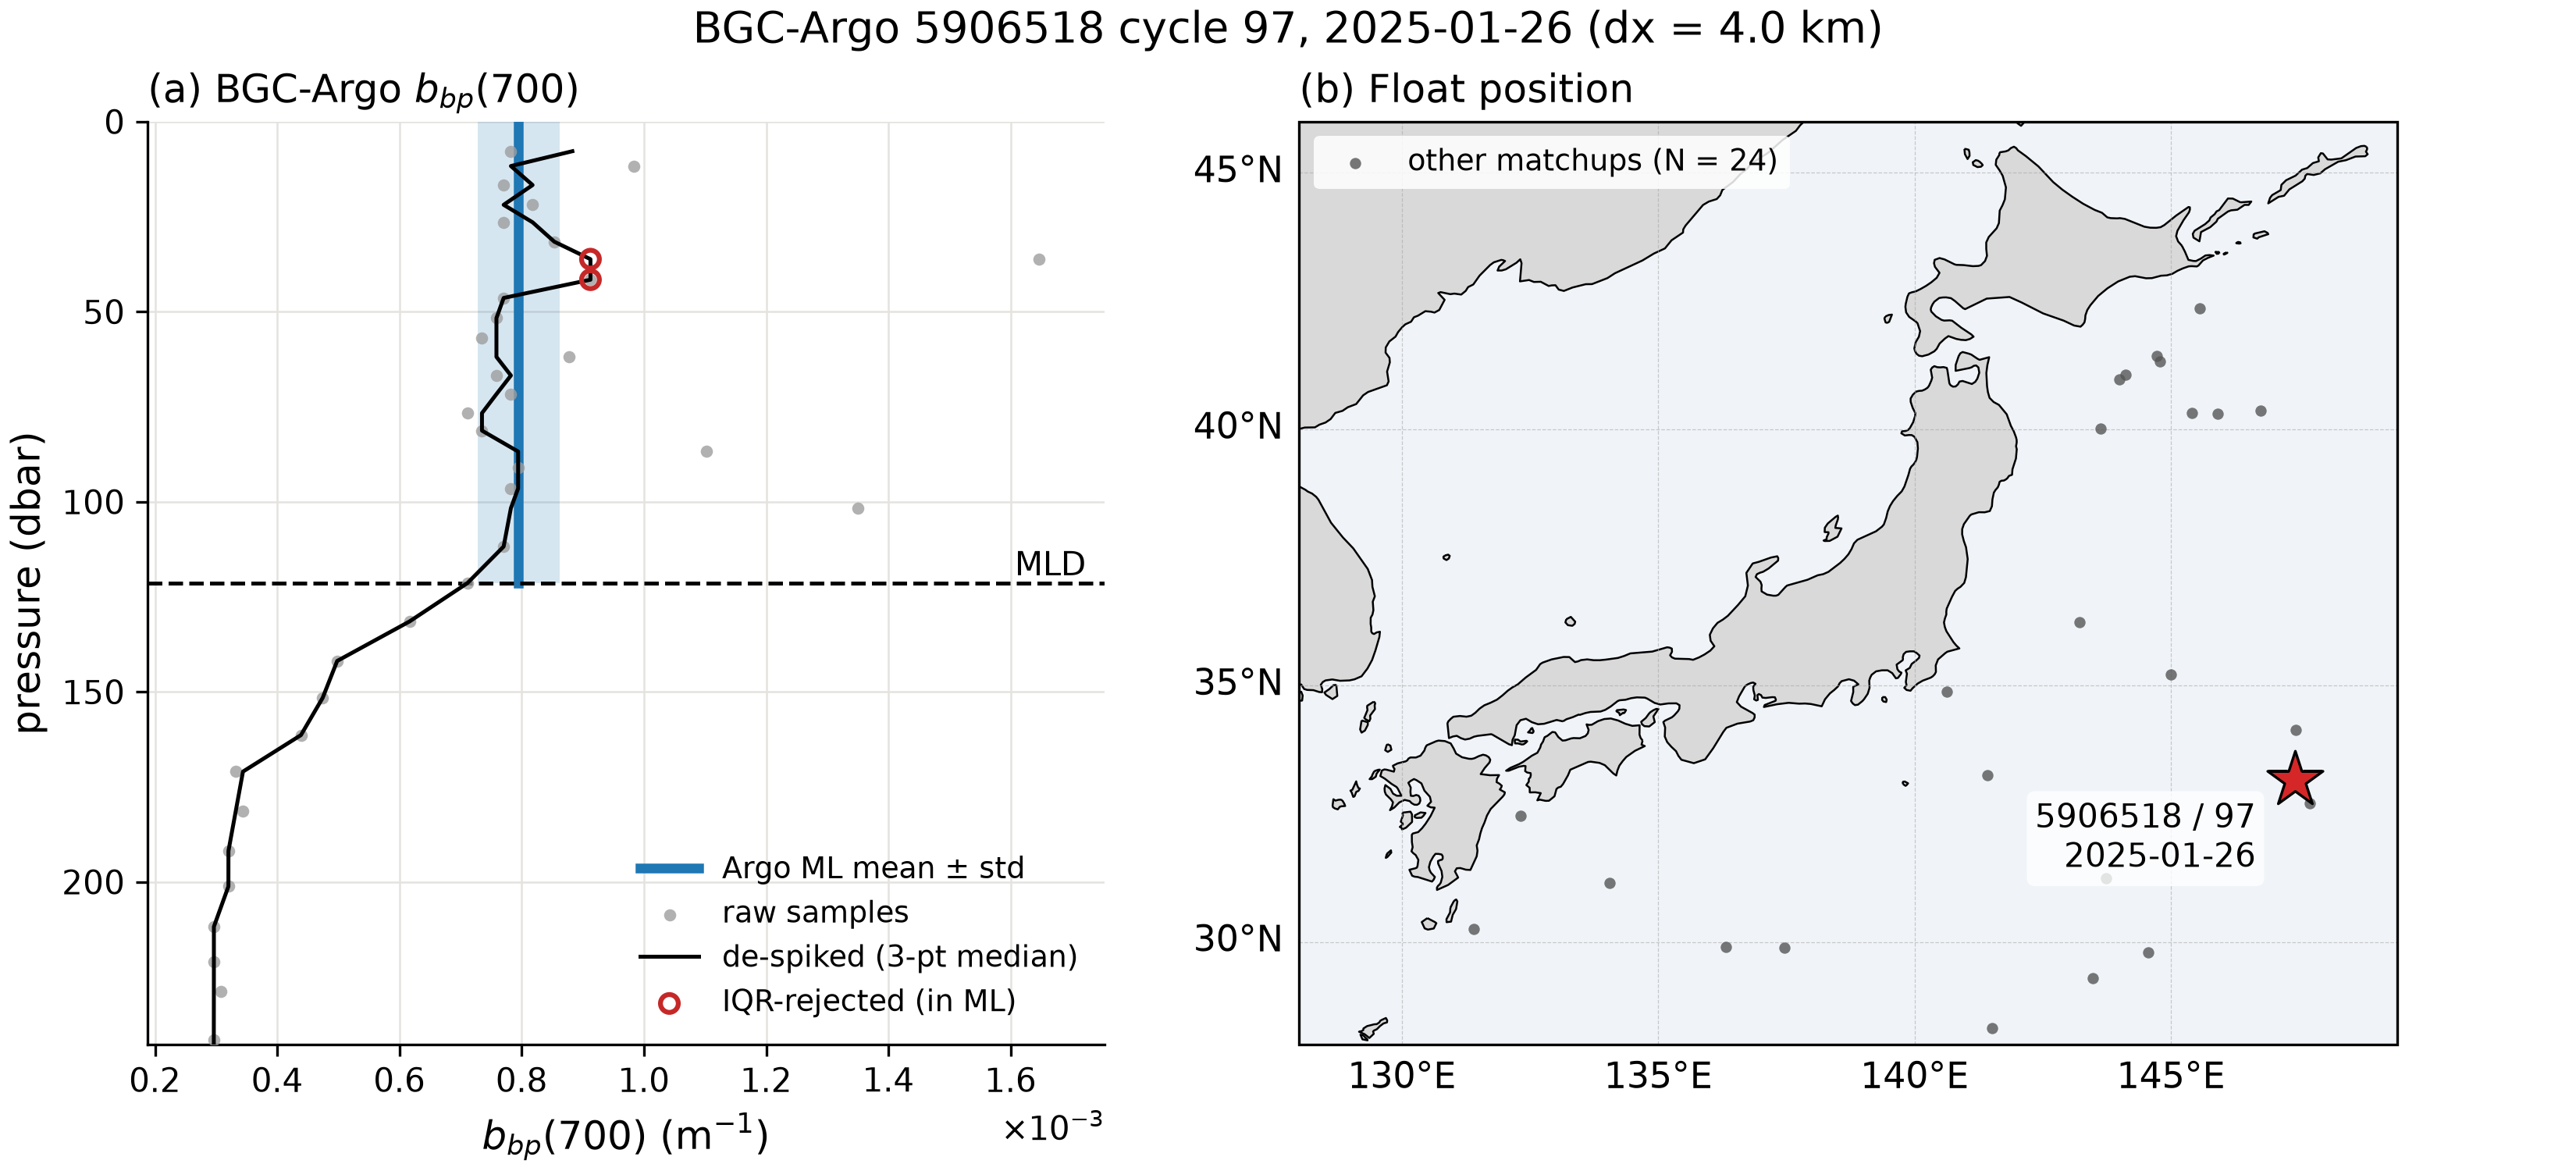 BGC-Argo 5906518 cycle 97, 2025-01-26 (dx = 4.0 km)
(a) BGC-Argo b_bp(700)
0
50
100
150
200
pressure (dbar)
MLD
Argo ML mean ± std
raw samples
de-spiked (3-pt median)
IQR-rejected (in ML)
0.2 0.4 0.6 0.8 1.0 1.2 1.4 1.6
×10⁻³
b_bp(700) (m⁻¹)
(b) Float position
other matchups (N = 24)
45°N
40°N
35°N
30°N
5906518 / 97
2025-01-26
130°E 135°E 140°E 145°E